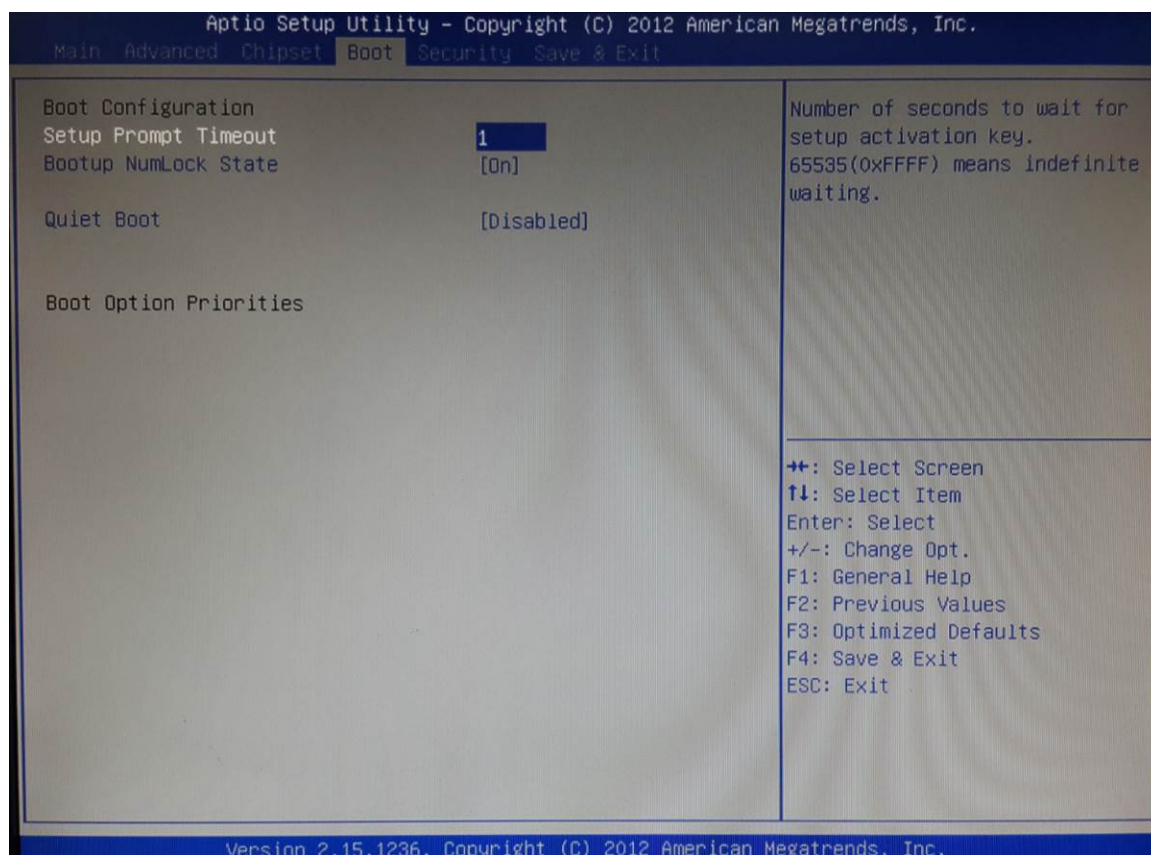 Aptio Setup Utility – Copyright (C) 2012 American Megatrends, Inc.
Main Advanced Chipset Boot Security Save & Exit
Boot Configuration
Setup Prompt Timeout 1
Bootup NumLock State [On]
Quiet Boot [Disabled]
Boot Option Priorities
Number of seconds to wait for
setup activation key.
65535(0xFFFF) means indefinite
waiting.
→←: Select Screen
↑↓: Select Item
Enter: Select
+/-: Change Opt.
F1: General Help
F2: Previous Values
F3: Optimized Defaults
F4: Save & Exit
ESC: Exit
Version 2.15.1236. Copyright (C) 2012 American Megatrends, Inc.